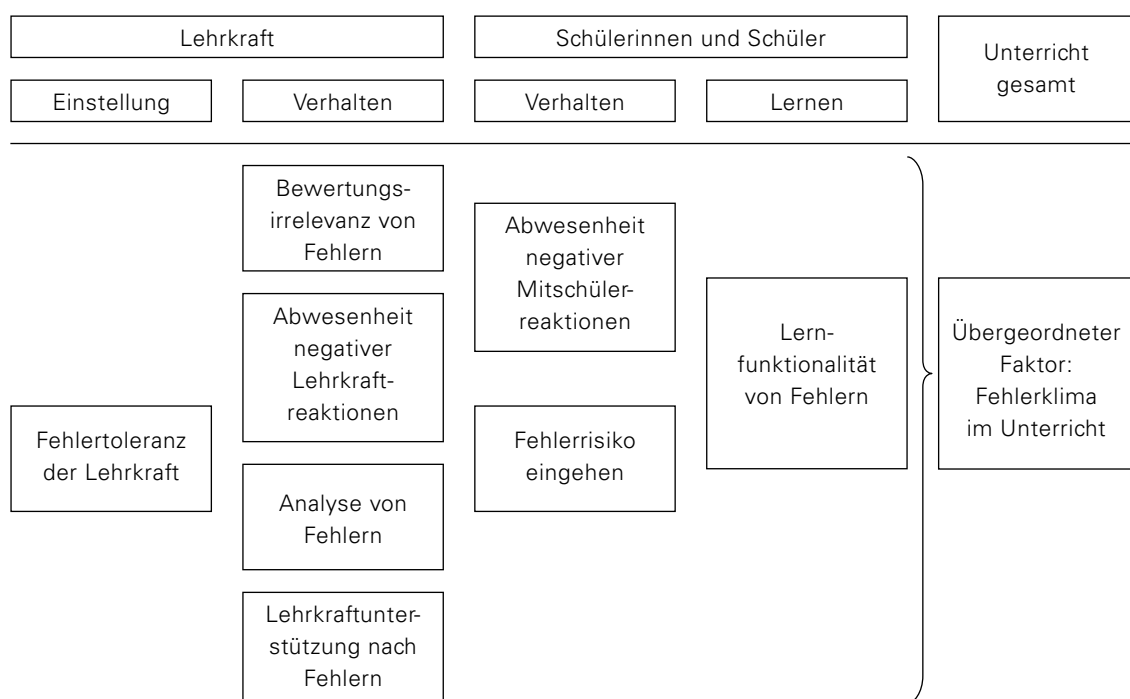 Lehrkraft
Schülerinnen und Schüler
Unterricht
gesamt
Einstellung
Verhalten
Verhalten
Lernen
Fehlertoleranz
der Lehrkraft
Bewertungs-
irrelevanz von
Fehlern
Abwesenheit
negativer
Lehrkraft-
reaktionen
Analyse von
Fehlern
Lehrkraftunter-
stützung nach
Fehlern
Abwesenheit
negativer
Mitschüler-
reaktionen
Fehlerrisiko
eingehen
Lern-
funktionalität
von Fehlern
Übergeordneter
Faktor:
Fehlerklima
im Unterricht